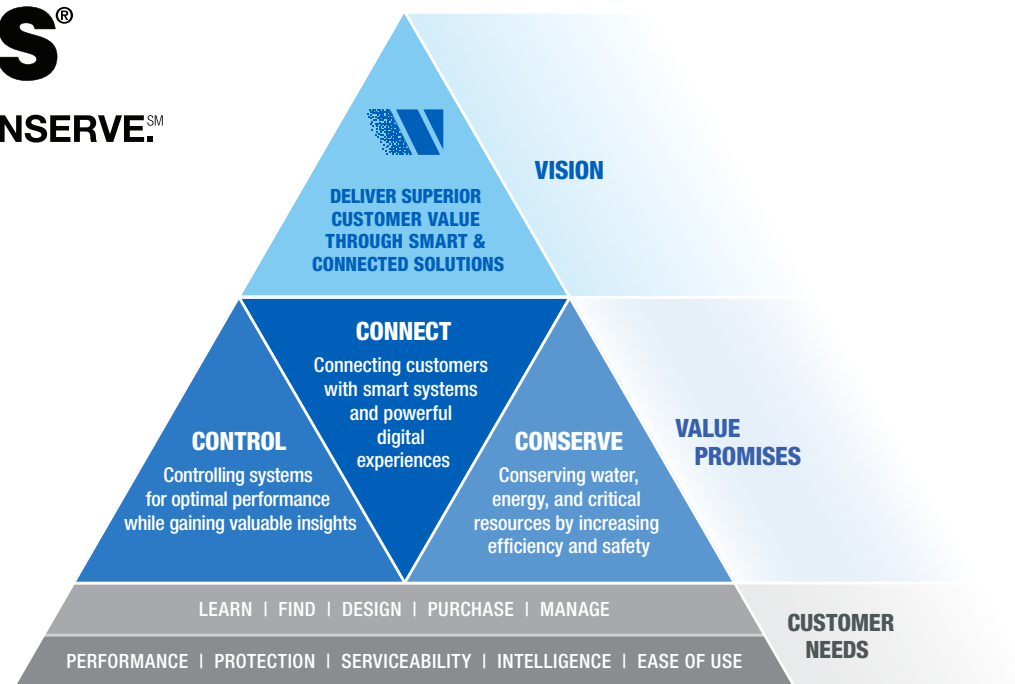 S®
NSERVE.SM
DELIVER SUPERIOR
CUSTOMER VALUE
THROUGH SMART &
CONNECTED SOLUTIONS
VISION
CONNECT
Connecting customers
with smart systems
and powerful
digital
experiences
CONTROL
Controlling systems
for optimal performance
while gaining valuable insights
CONSERVE
Conserving water,
energy, and critical
resources by increasing
efficiency and safety
VALUE
PROMISES
LEARN | FIND | DESIGN | PURCHASE | MANAGE
PERFORMANCE | PROTECTION | SERVICEABILITY | INTELLIGENCE | EASE OF USE
CUSTOMER
NEEDS